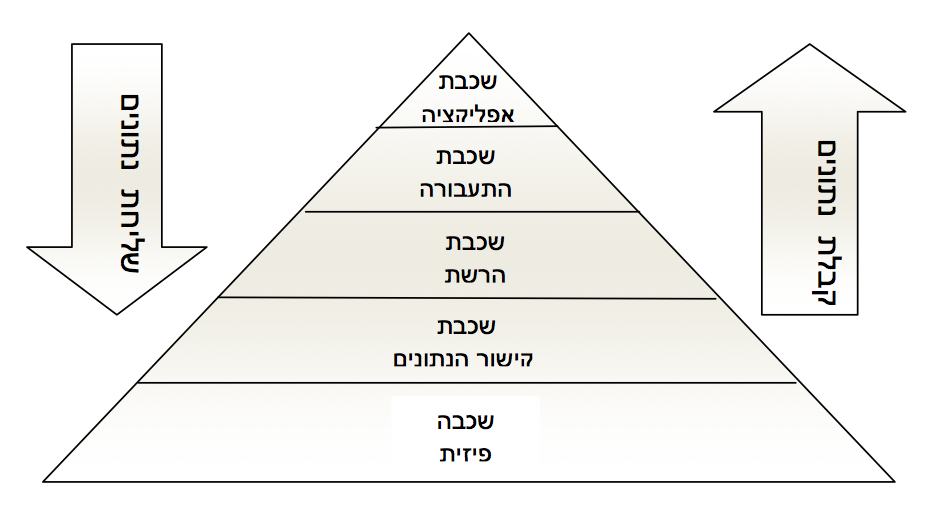 שכבת
אפליקציה
שכבת
התעבורה
שכבת
הרשת
שכבת
קישור הנתונים
שכבה
פיזית
שליחת נתונים
קבלת נתונים